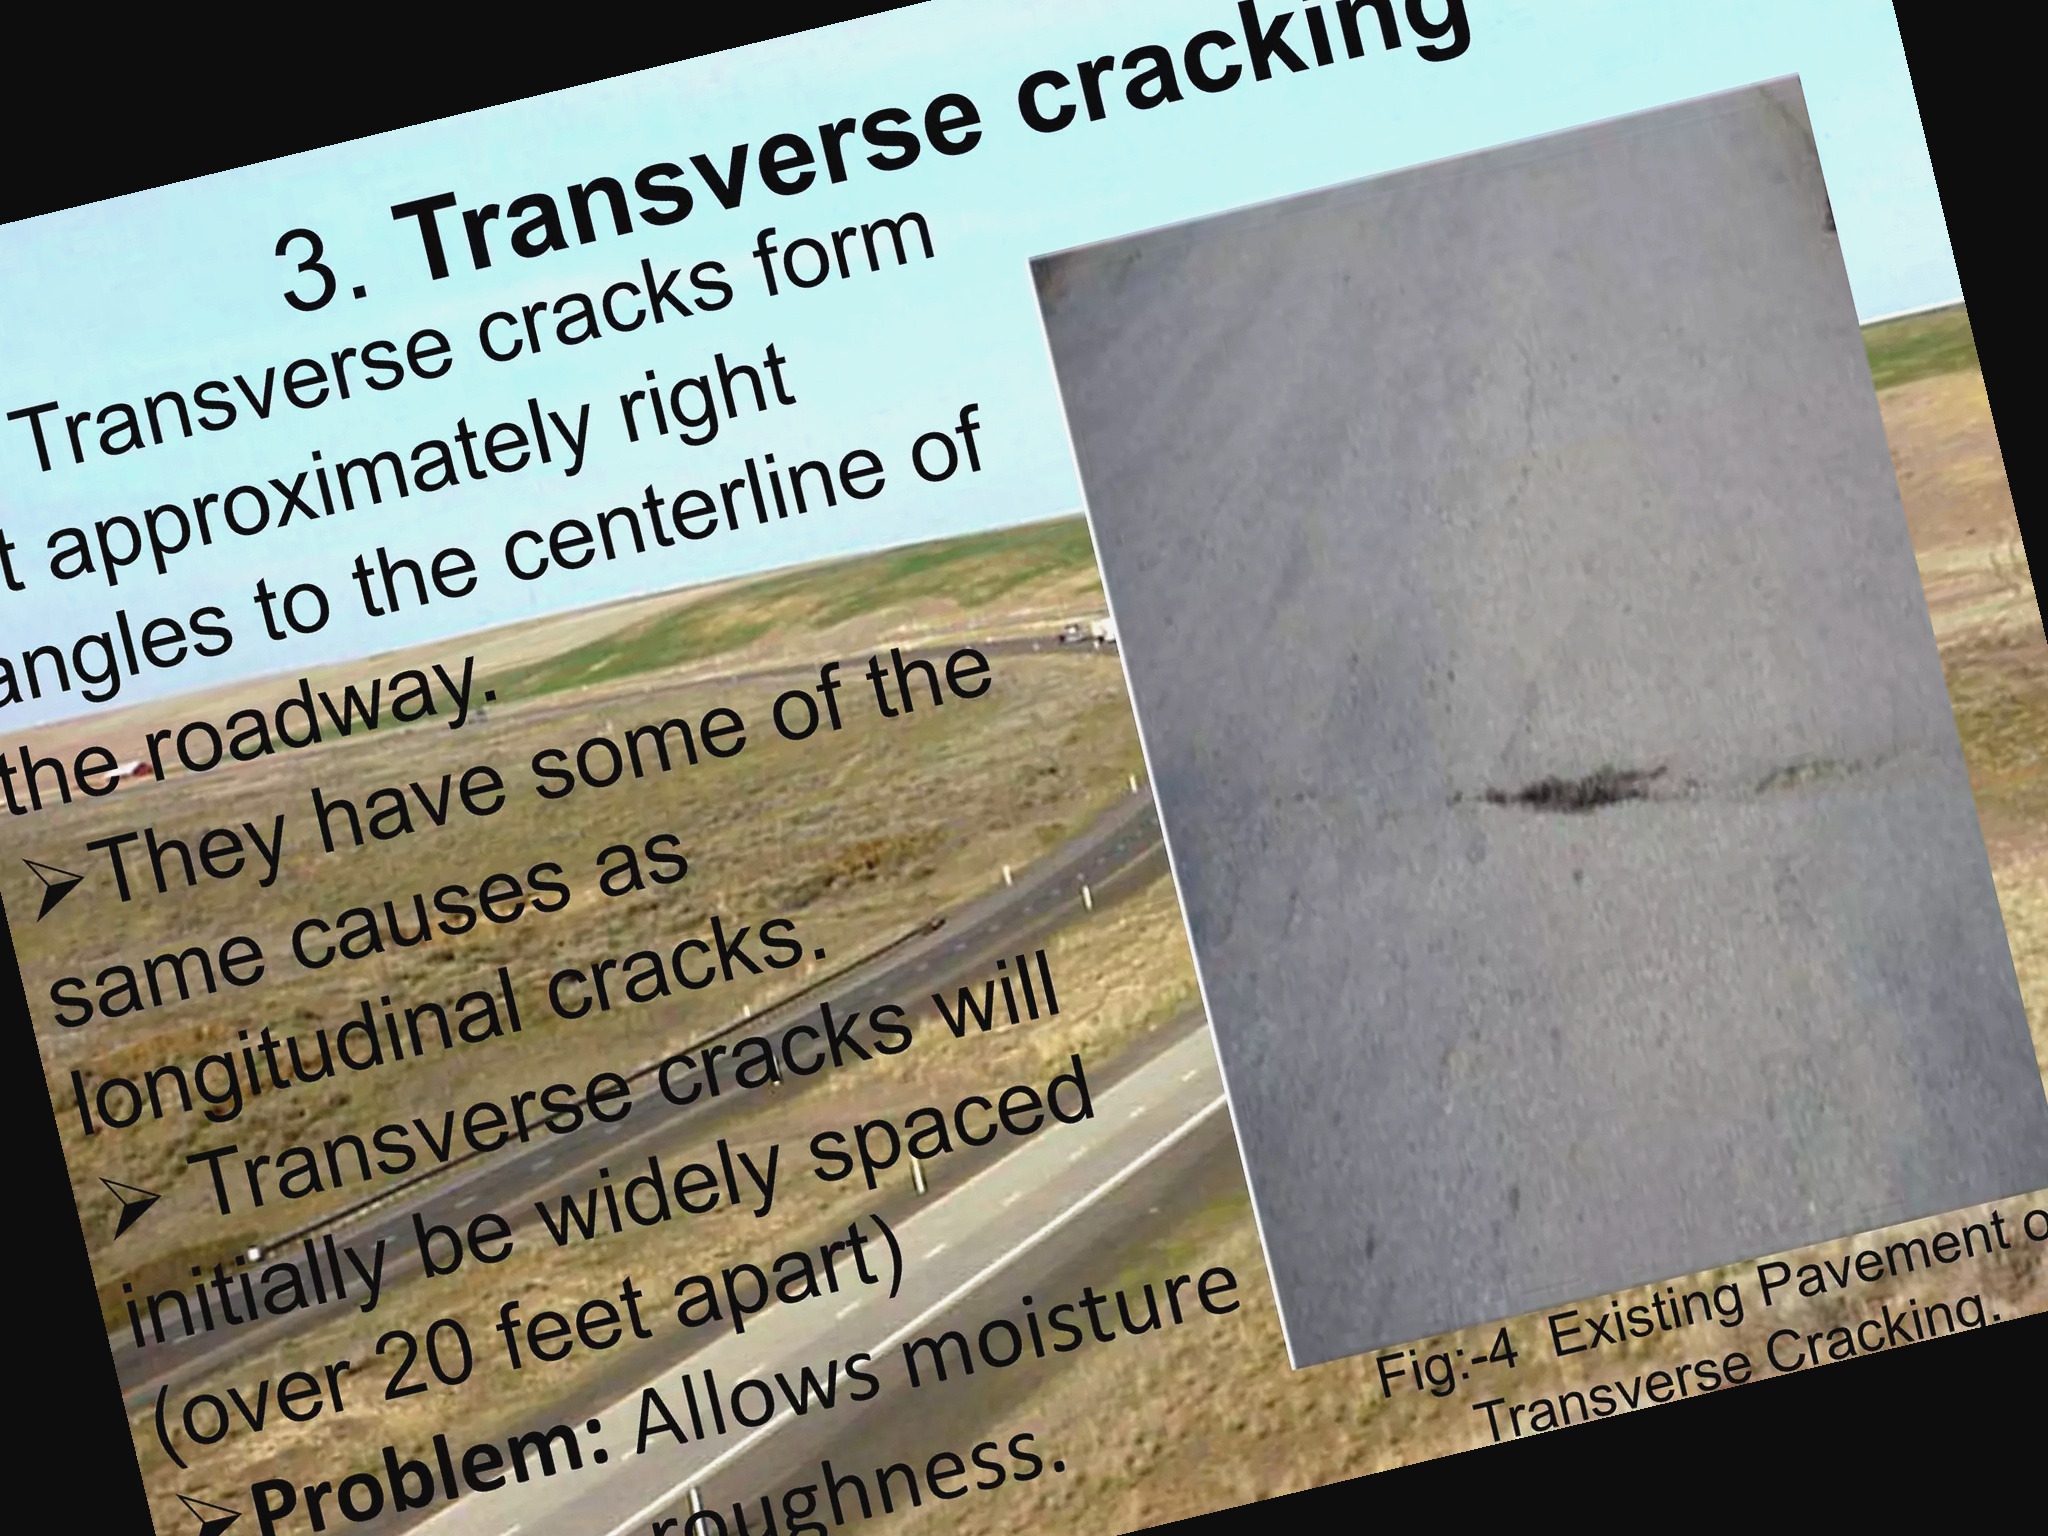 3. Transverse cracking
Transverse cracks form
t approximately right
angles to the centerline of
the roadway.
➢They have some of the
same causes as
longitudinal cracks.
➢ Transverse cracks will
initially be widely spaced
(over 20 feet apart)
➢Problem: Allows moisture
roughness.
Fig:-4 Existing Pavement o
Transverse Cracking.